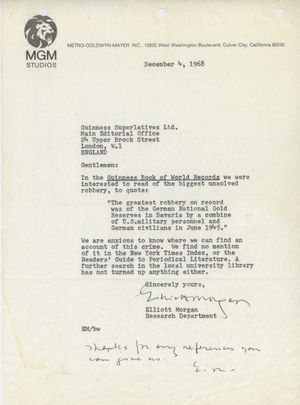 MGM
STUDIOS
METRO-GOLDWYN-MAYER INC., 10202 West Washington Boulevard, Culver City, California 90230
December 4, 1968
Guinness Superlatives Ltd.
Main Editorial Office
24 Upper Brook Street
London, W.1
ENGLAND
Gentlemen:
In the Guinness Book of World Records we were
interested to read of the biggest unsolved
robbery, to quote:
"The greatest robbery on record
was of the German National Gold
Reserves in Bavaris by a combine
of U.S.military personnel and
German civilians in June 1945."
We are anxious to know where we can find an
account of this crime. We find no mention
of it in the New York Times Index, or the
Readers' Guide to Periodical Literature. A
further search in the local university library
has not turned up anything either.
Sincerely yours,
Elliott Morgan
Elliott Morgan
Research Department
EM/bw
Thanks for any references you
can give us.
E. M.